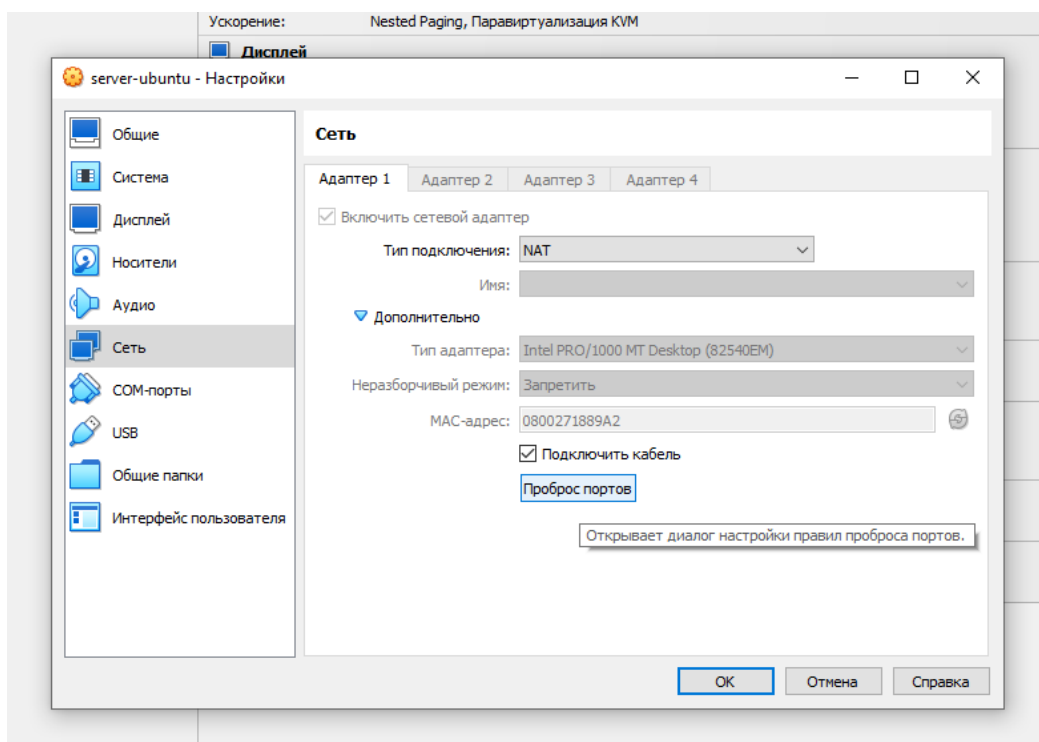 Ускорение: Nested Paging, Паравиртуализация KVM
Дисплей
server-ubuntu - Настройки
Общие
Система
Дисплей
Носители
Аудио
Сеть
COM-порты
USB
Общие папки
Интерфейс пользователя
Сеть
Адаптер 1 Адаптер 2 Адаптер 3 Адаптер 4
Включить сетевой адаптер
Тип подключения: NAT
Имя:
Дополнительно
Тип адаптера: Intel PRO/1000 MT Desktop (82540EM)
Неразборчивый режим: Запретить
MAC-адрес: 0800271889A2
Подключить кабель
Проброс портов
Открывает диалог настройки правил проброса портов.
OK Отмена Справка